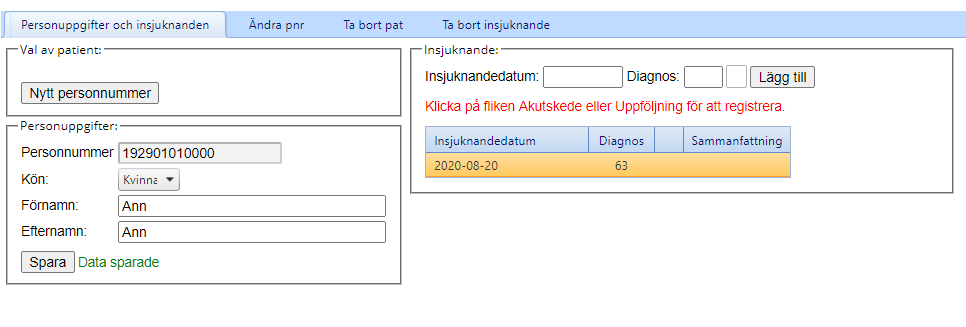 Personuppgifter och insjuknanden Ändra pnr Ta bort pat Ta bort insjuknande
Val av patient:
Nytt personnummer
Personuppgifter:
Personnummer 192901010000
Kön: Kvinna
Förnamn: Ann
Efternamn: Ann
Spara Data sparade
Insjuknande:
Insjuknandedatum: Diagnos: Lägg till
Klicka på fliken Akutskede eller Uppföljning för att registrera.
Insjuknandedatum Diagnos Sammanfattning
2020-08-20 63